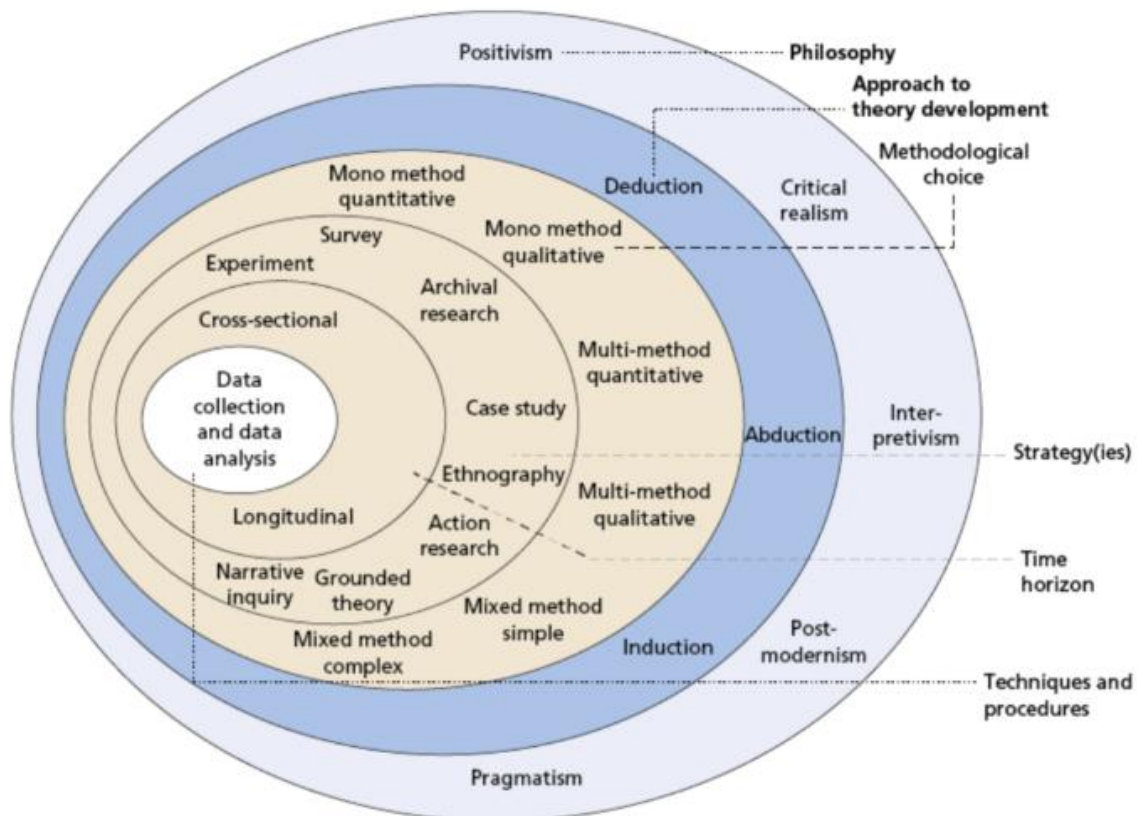 Positivism
Philosophy
Approach to
theory development
Methodological
choice
Mono method
quantitative
Deduction
Critical
realism
Survey
Mono method
qualitative
Experiment
Archival
research
Cross-sectional
Multi-method
quantitative
Data
collection
and data
analysis
Case study
Abduction
Inter-
pretivism
Strategy(ies)
Ethnography
Multi-method
qualitative
Longitudinal
Action
research
Time
horizon
Narrative
inquiry
Grounded
theory
Mixed method
simple
Mixed method
complex
Induction
Post-
modernism
Techniques and
procedures
Pragmatism